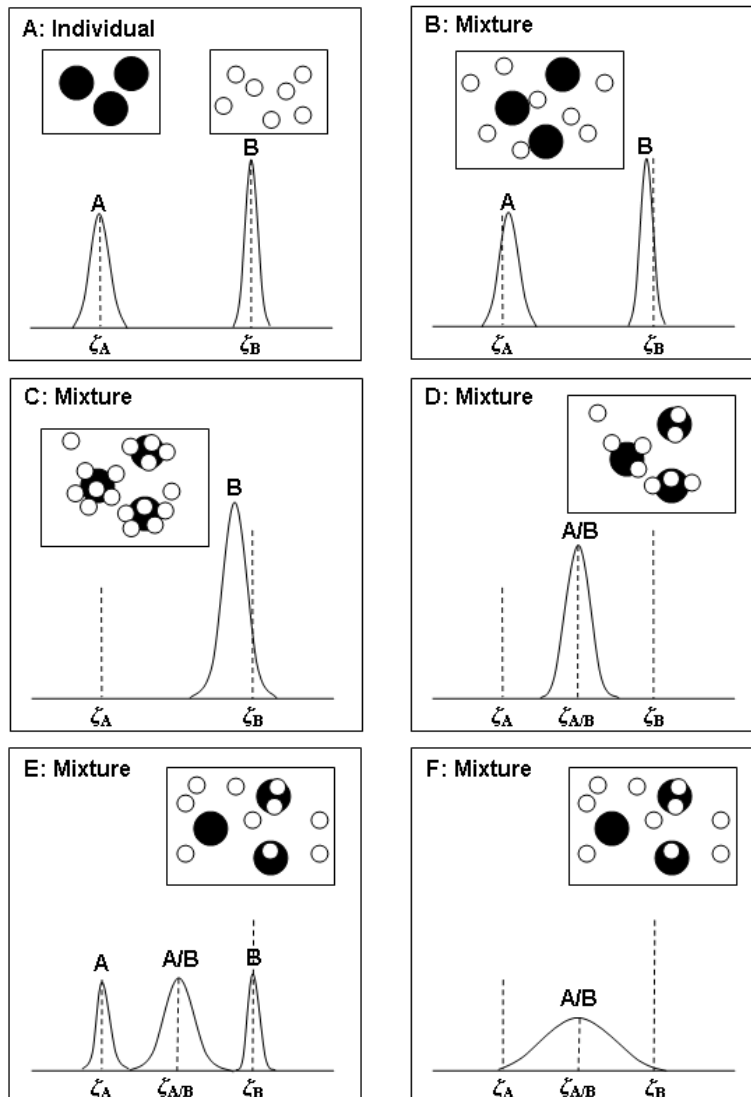 A: Individual
A
B
ζA
ζB
B: Mixture
A
B
ζA
ζB
C: Mixture
B
ζA
ζB
D: Mixture
A/B
ζA
ζA/B
ζB
E: Mixture
A
A/B
B
ζA
ζA/B
ζB
F: Mixture
A/B
ζA
ζA/B
ζB